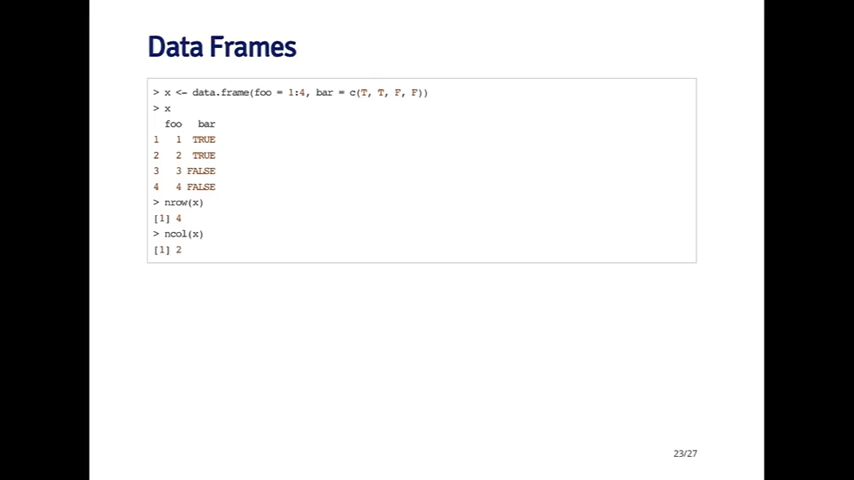 Data Frames
> x <- data.frame(foo = 1:4, bar = c(T, T, F, F))
> x
  foo   bar
1   1  TRUE
2   2  TRUE
3   3 FALSE
4   4 FALSE
> nrow(x)
[1] 4
> ncol(x)
[1] 2
23/27